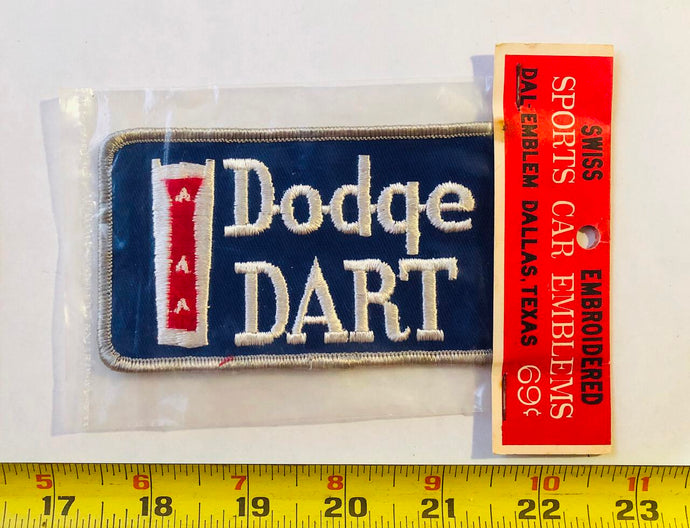 A
A
A
Dodge
DART
SWISS EMBROIDERED
SPORTS CAR EMBLEMS 69¢
DAL-EMBLEM DALLAS, TEXAS
5 6 7 8 9 10 11
17 18 19 20 21 22 23